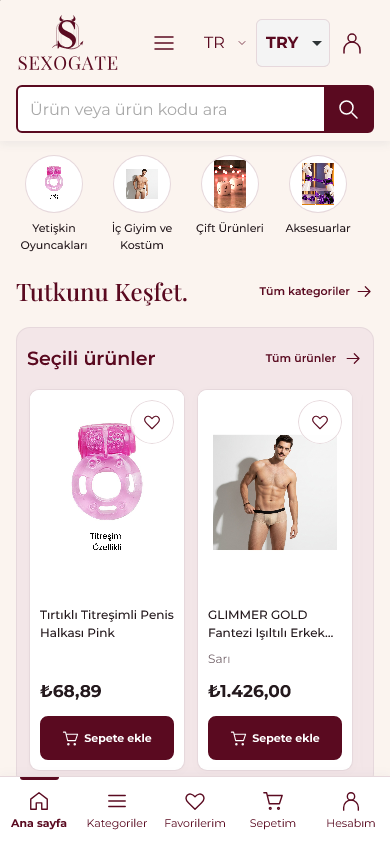 SEXOGATE
TR
TRY
Ürün veya ürün kodu ara
Yetişkin
Oyuncakları
İç Giyim ve
Kostüm
Çift Ürünleri
Aksesuarlar
Tutkunu Keşfet.
Tüm kategoriler
Seçili ürünler
Tüm ürünler
Titreşim
Özellikli
Tırtıklı Titreşimli Penis
Halkası Pink
₺68,89
Sepete ekle
GLIMMER GOLD
Fantezi Işıltılı Erkek...
Sarı
₺1.426,00
Sepete ekle
Ana sayfa
Kategoriler
Favorilerim
Sepetim
Hesabım